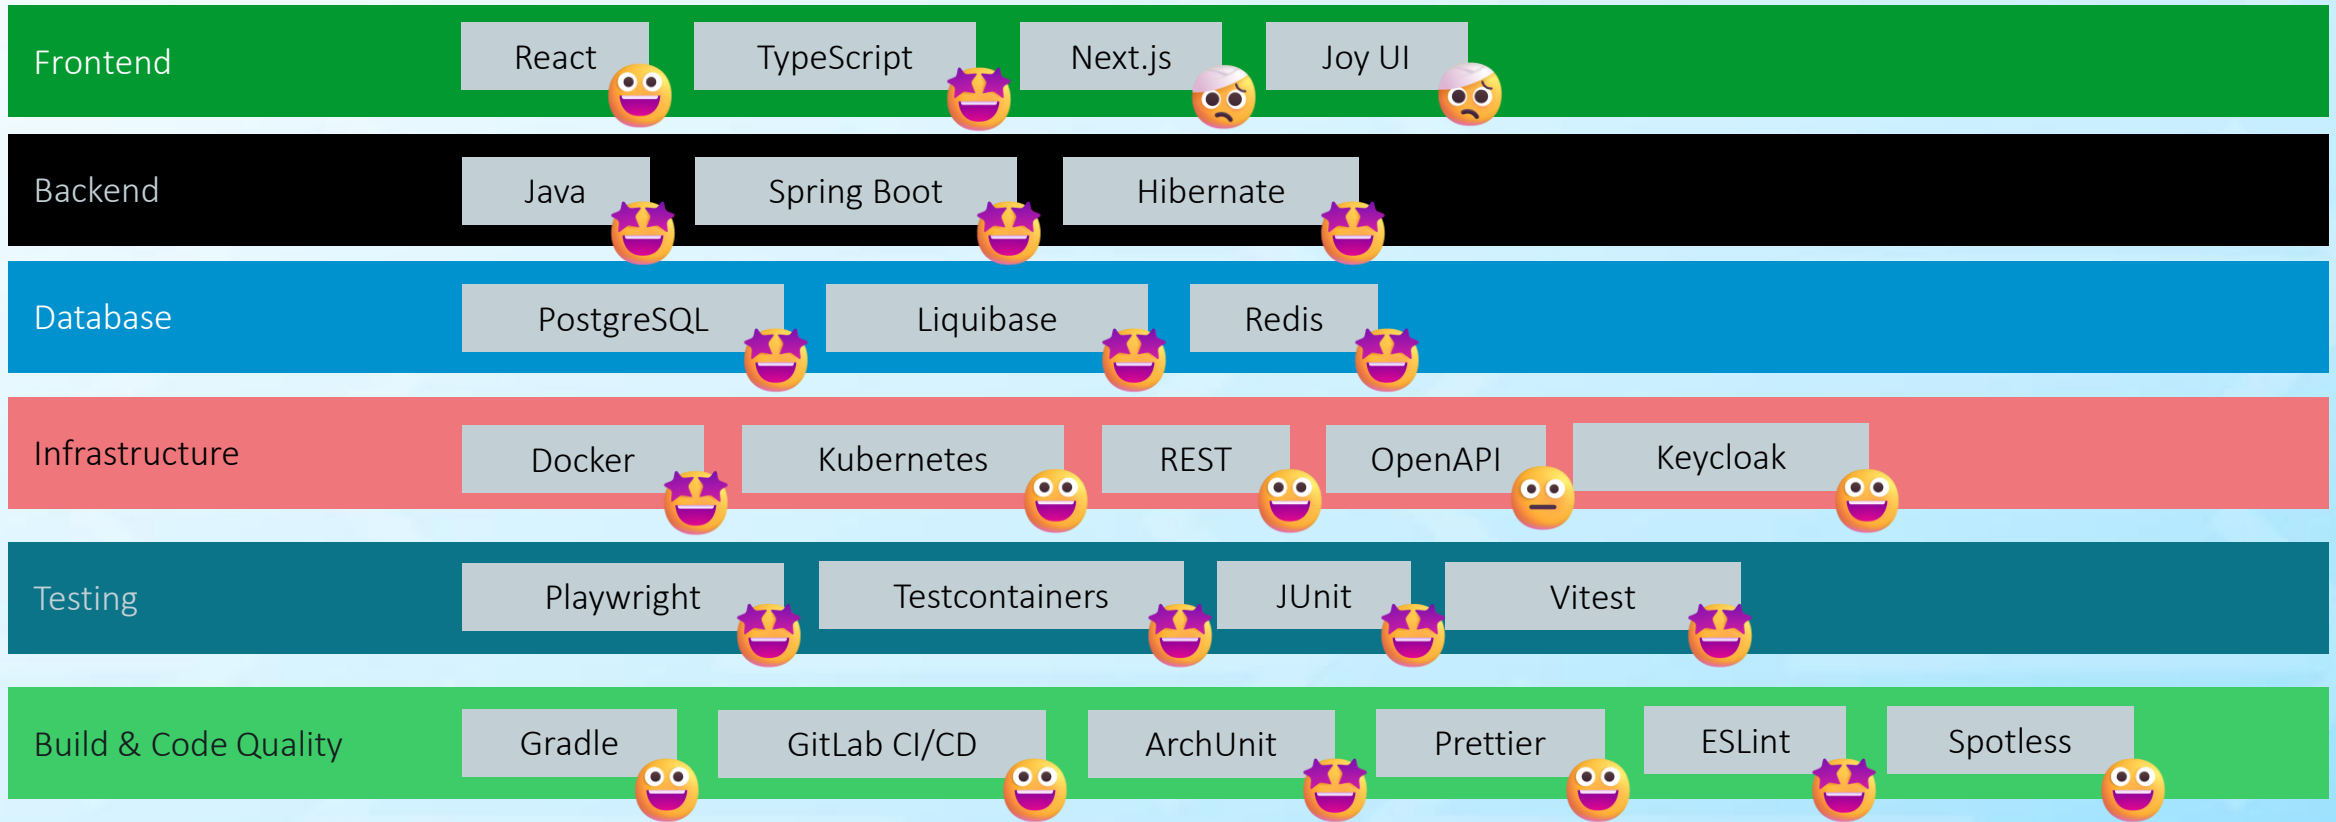 Frontend
React
TypeScript
Next.js
Joy UI
Backend
Java
Spring Boot
Hibernate
Database
PostgreSQL
Liquibase
Redis
Infrastructure
Docker
Kubernetes
REST
OpenAPI
Keycloak
Testing
Playwright
Testcontainers
JUnit
Vitest
Build & Code Quality
Gradle
GitLab CI/CD
ArchUnit
Prettier
ESLint
Spotless